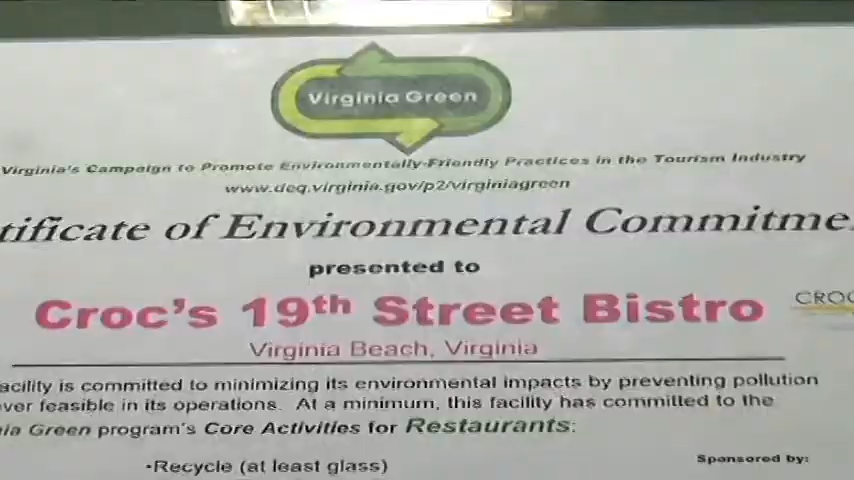 Virginia Green
Virginia's Campaign to Promote Environmentally-Friendly Practices in the Tourism Industry
www.deq.virginia.gov/p2/virginiagreen
tificate of Environmental Commitme
presented to
Croc's 19th Street Bistro
CROC
Virginia Beach, Virginia
acility is committed to minimizing its environmental impacts by preventing pollution
ver feasible in its operations. At a minimum, this facility has committed to the
ia Green program's Core Activities for Restaurants:
•Recycle (at least glass)
Sponsored by: